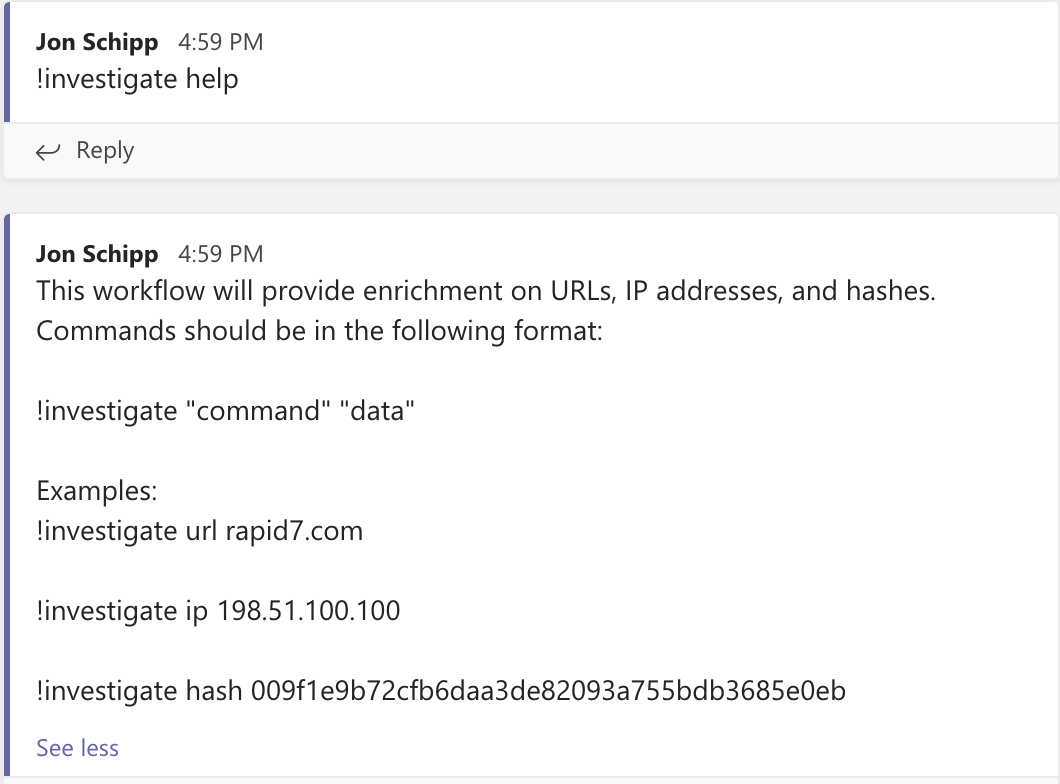 Jon Schipp 4:59 PM
!investigate help
Reply
Jon Schipp 4:59 PM
This workflow will provide enrichment on URLs, IP addresses, and hashes.
Commands should be in the following format:
!investigate "command" "data"
Examples:
!investigate url rapid7.com
!investigate ip 198.51.100.100
!investigate hash 009f1e9b72cfb6daa3de82093a755bdb3685e0eb
See less